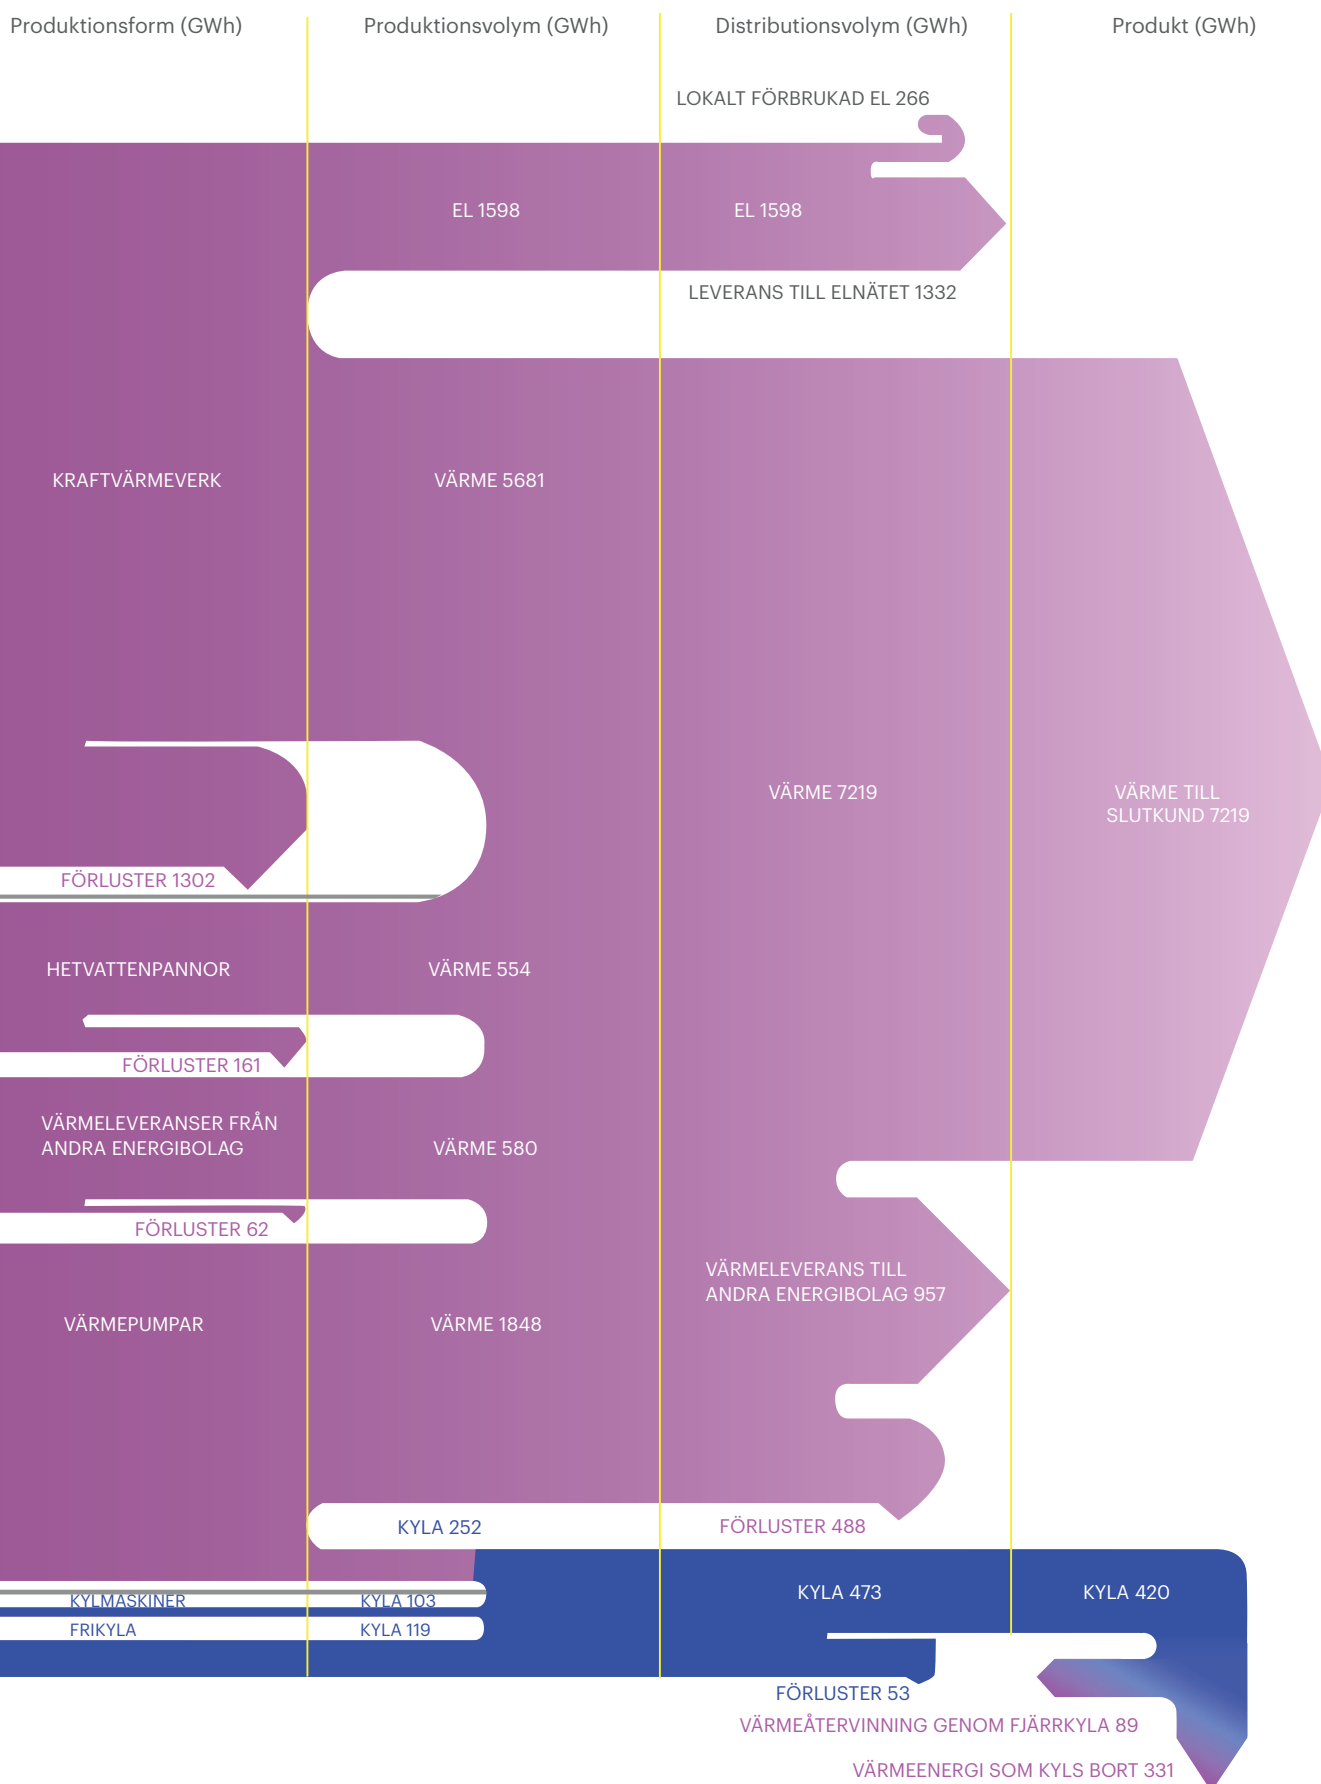 Produktionsform (GWh)
Produktionsvolym (GWh)
Distributionsvolym (GWh)
Produkt (GWh)
LOKALT FÖRBRUKAD EL 266
EL 1598
EL 1598
LEVERANS TILL ELNÄTET 1332
KRAFTVÄRMEVERK
VÄRME 5681
VÄRME 7219
VÄRME TILL
SLUTKUND 7219
FÖRLUSTER 1302
HETVATTENPANNOR
VÄRME 554
FÖRLUSTER 161
VÄRMELEVERANSER FRÅN
ANDRA ENERGIBOLAG
VÄRME 580
FÖRLUSTER 62
VÄRMELEVERANS TILL
ANDRA ENERGIBOLAG 957
VÄRMEPUMPAR
VÄRME 1848
KYLA 252
FÖRLUSTER 488
KYLMASKINER
KYLA 103
KYLA 473
KYLA 420
FRIKYLA
KYLA 119
FÖRLUSTER 53
VÄRMEÅTERVINNING GENOM FJÄRRKYLA 89
VÄRMEENERGI SOM KYLS BORT 331